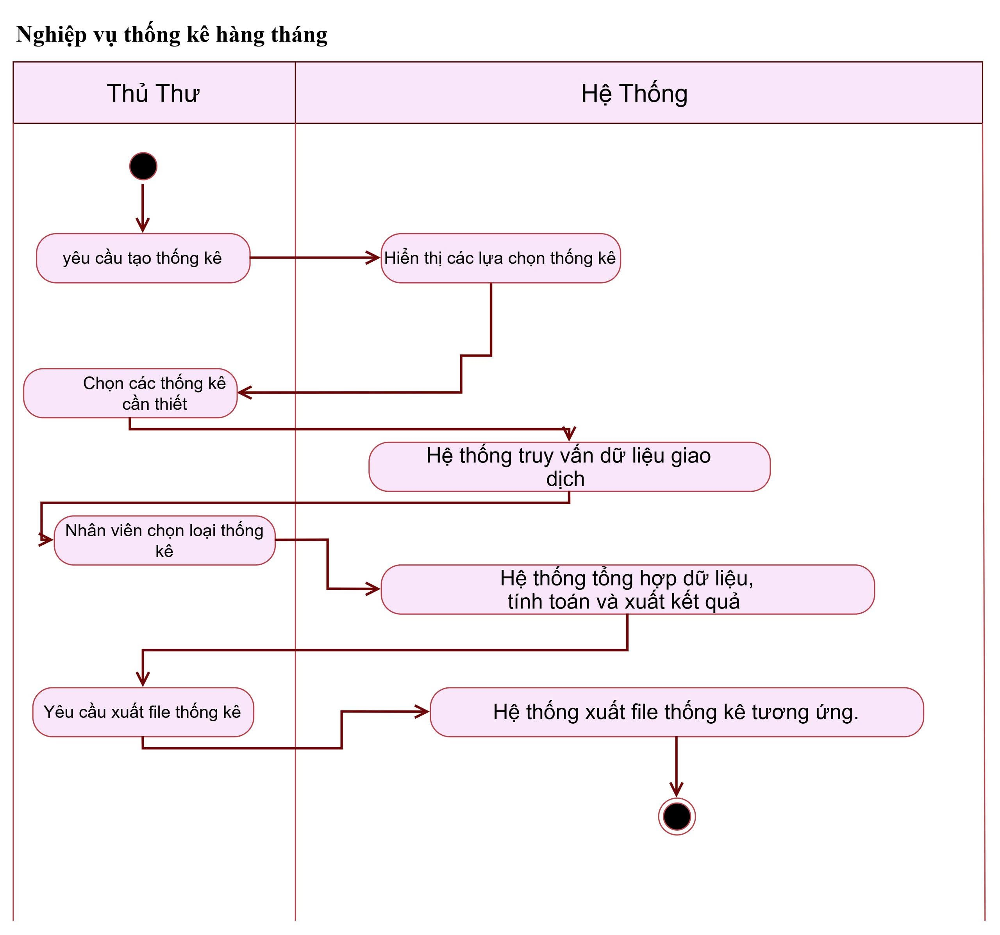 Nghiệp vụ thống kê hàng tháng
Thủ Thư
Hệ Thống
yêu cầu tạo thống kê
Hiển thị các lựa chọn thống kê
Chọn các thống kê
cần thiết
Hệ thống truy vấn dữ liệu giao
dịch
Nhân viên chọn loại thống
kê
Hệ thống tổng hợp dữ liệu,
tính toán và xuất kết quả
Yêu cầu xuất file thống kê
Hệ thống xuất file thống kê tương ứng.